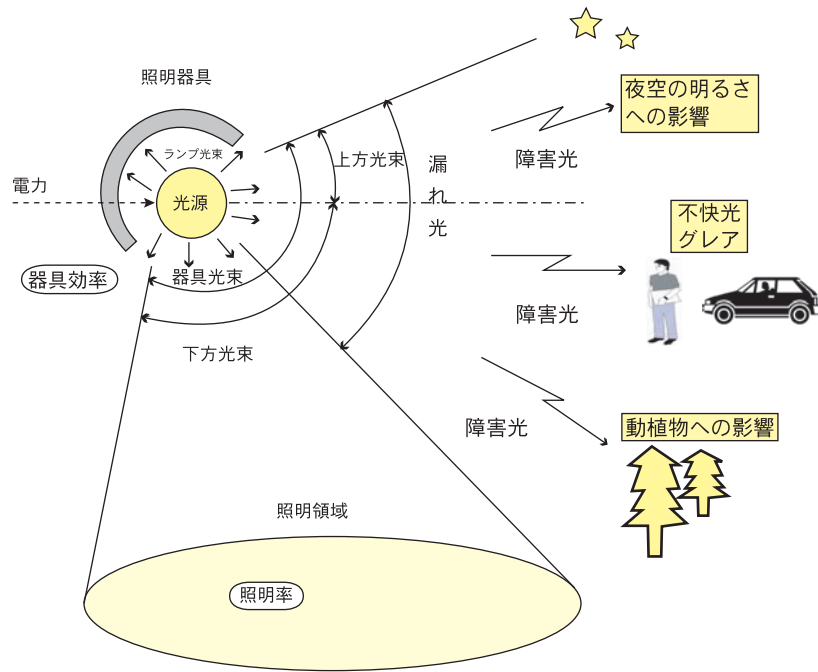 照明器具
夜空の明るさ
への影響
ランプ光束
上方光束
漏れ光
障害光
電力
光源
不快光
グレア
器具効率
器具光束
障害光
下方光束
障害光
動植物への影響
照明領域
照明率